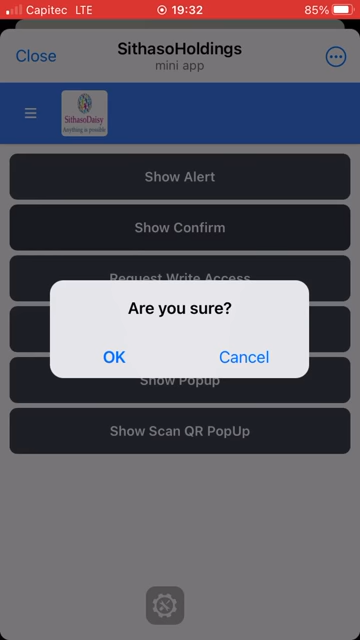 Capitec LTE 19:32 85%
Close
SithasoHoldings
mini app
SithasoDaisy
Anything is possible
Show Alert
Show Confirm
Request Write Access
Are you sure?
OK
Cancel
Show Popup
Show Scan QR PopUp